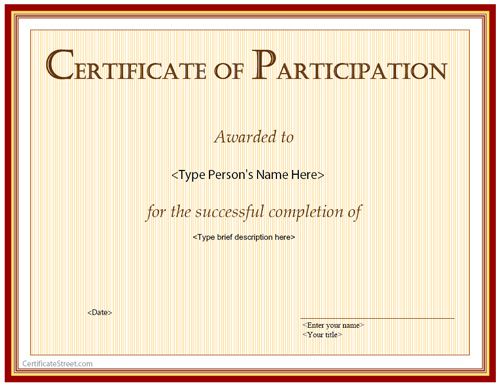 CERTIFICATE OF PARTICIPATION
Awarded to
<Type Person's Name Here>
for the successful completion of
<Type brief description here>
<Date>
<Enter your name>
<Your title>
CertificateStreet.com